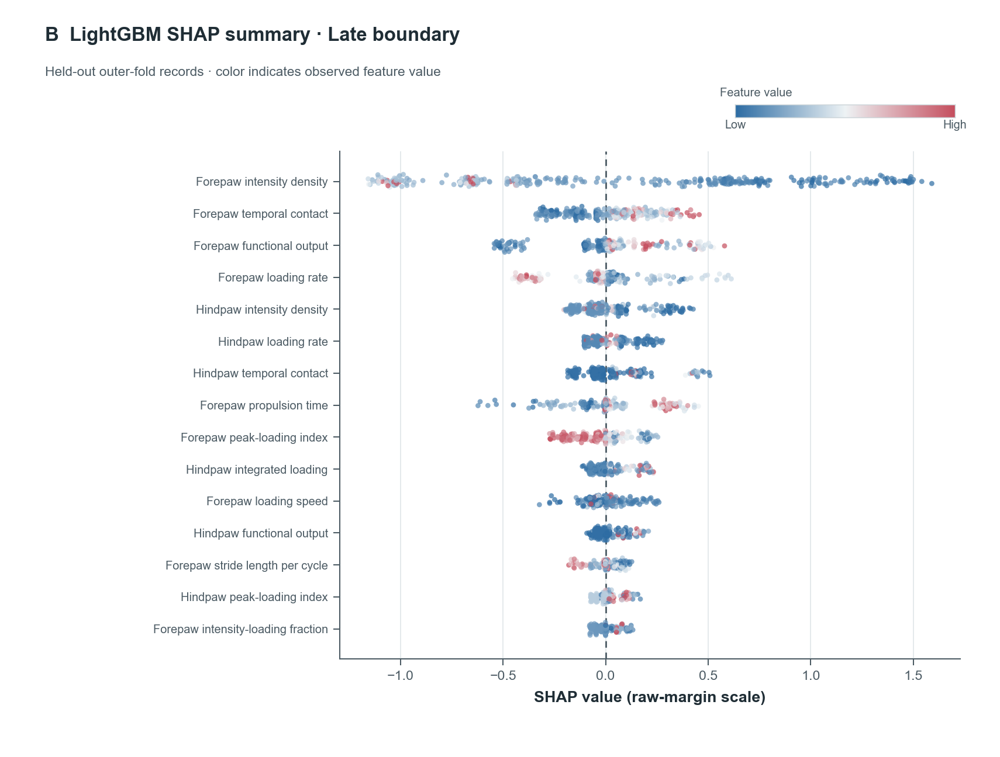 B LightGBM SHAP summary · Late boundary
Held-out outer-fold records · color indicates observed feature value
Feature value
Low High
Forepaw intensity density
Forepaw temporal contact
Forepaw functional output
Forepaw loading rate
Hindpaw intensity density
Hindpaw loading rate
Hindpaw temporal contact
Forepaw propulsion time
Forepaw peak-loading index
Hindpaw integrated loading
Forepaw loading speed
Hindpaw functional output
Forepaw stride length per cycle
Hindpaw peak-loading index
Forepaw intensity-loading fraction
−1.0 −0.5 0.0 0.5 1.0 1.5
SHAP value (raw-margin scale)